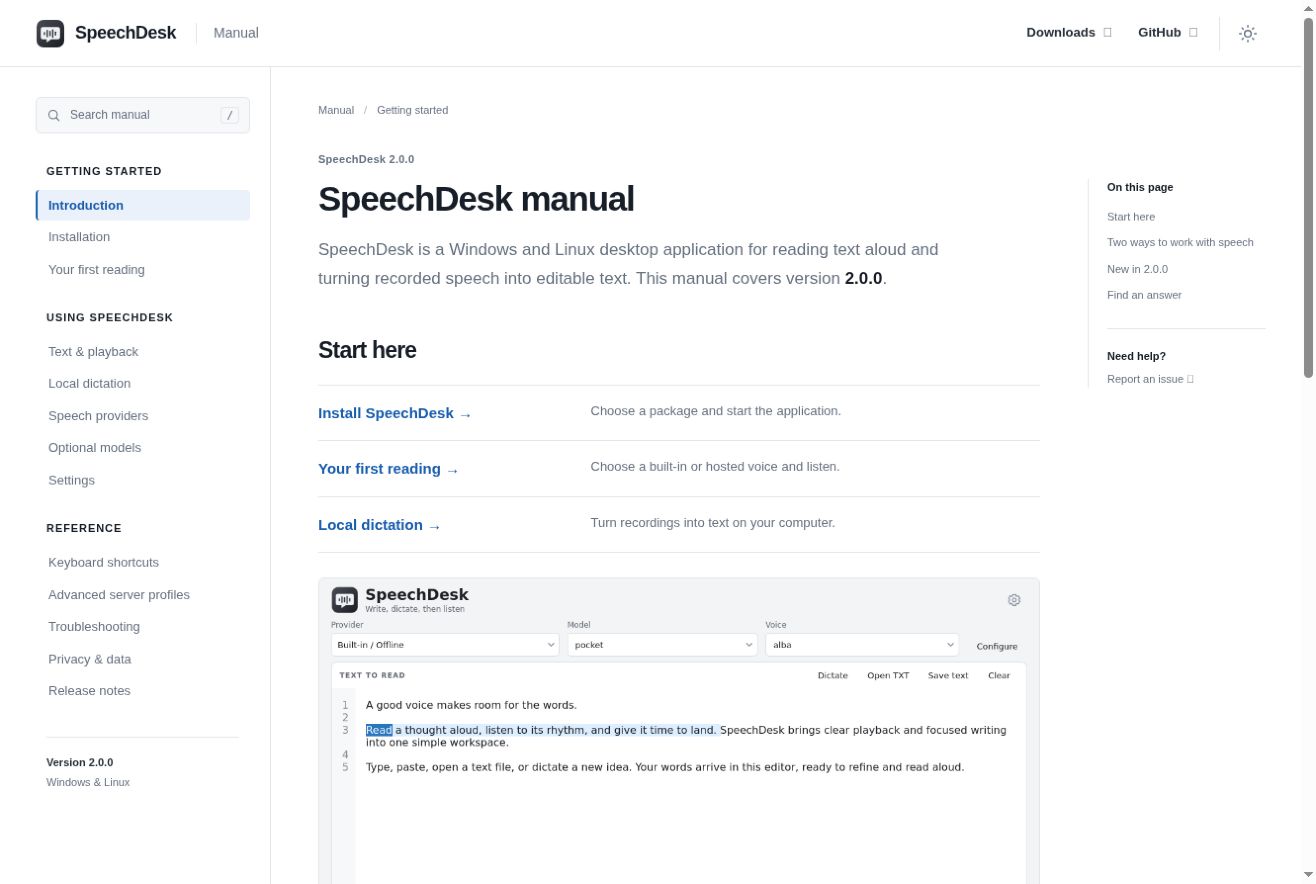 SpeechDesk
Manual
Downloads
GitHub
Search manual
/
GETTING STARTED
Introduction
Installation
Your first reading
USING SPEECHDESK
Text & playback
Local dictation
Speech providers
Optional models
Settings
REFERENCE
Keyboard shortcuts
Advanced server profiles
Troubleshooting
Privacy & data
Release notes
Version 2.0.0
Windows & Linux
Manual / Getting started
SpeechDesk 2.0.0
SpeechDesk manual
SpeechDesk is a Windows and Linux desktop application for reading text aloud and
turning recorded speech into editable text. This manual covers version 2.0.0.
Start here
Install SpeechDesk →
Choose a package and start the application.
Your first reading →
Choose a built-in or hosted voice and listen.
Local dictation →
Turn recordings into text on your computer.
SpeechDesk
Write, dictate, then listen
Provider
Model
Voice
Built-in / Offline
pocket
alba
Configure
TEXT TO READ
Dictate
Open TXT
Save text
Clear
1 A good voice makes room for the words.
2
3 Read a thought aloud, listen to its rhythm, and give it time to land. SpeechDesk brings clear playback and focused writing
into one simple workspace.
4
5 Type, paste, open a text file, or dictate a new idea. Your words arrive in this editor, ready to refine and read aloud.
On this page
Start here
Two ways to work with speech
New in 2.0.0
Find an answer
Need help?
Report an issue